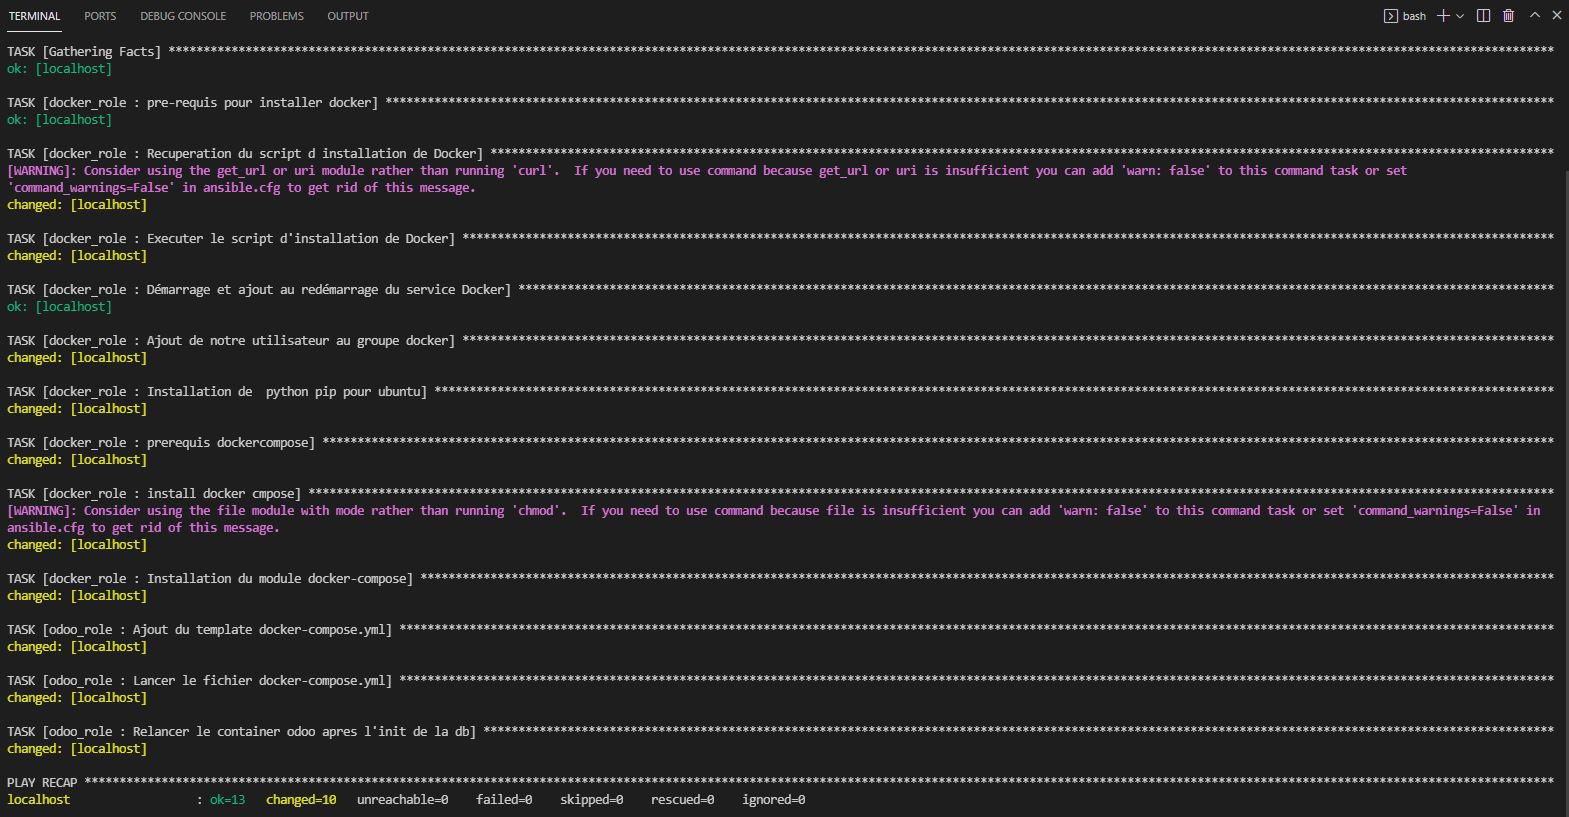 TERMINAL PORTS DEBUG CONSOLE PROBLEMS OUTPUT bash
TASK [Gathering Facts] ****************************************************************************************************************************************************************************************************
ok: [localhost]
TASK [docker_role : pre-requis pour installer docker] ***********************************************************************************************************************************************************************
ok: [localhost]
TASK [docker_role : Recuperation du script d installation de Docker] ********************************************************************************************************************************************************
[WARNING]: Consider using the get_url or uri module rather than running 'curl'.  If you need to use command because get_url or uri is insufficient you can add 'warn: false' to this command task or set
'command_warnings=False' in ansible.cfg to get rid of this message.
changed: [localhost]
TASK [docker_role : Executer le script d'installation de Docker] ************************************************************************************************************************************************************
changed: [localhost]
TASK [docker_role : Démarrage et ajout au redémarrage du service Docker] ****************************************************************************************************************************************************
ok: [localhost]
TASK [docker_role : Ajout de notre utilisateur au groupe docker] ************************************************************************************************************************************************************
changed: [localhost]
TASK [docker_role : Installation de  python pip pour ubuntu] ****************************************************************************************************************************************************************
changed: [localhost]
TASK [docker_role : prerequis dockercompose] ********************************************************************************************************************************************************************************
changed: [localhost]
TASK [docker_role : install docker cmpose] **********************************************************************************************************************************************************************************
[WARNING]: Consider using the file module with mode rather than running 'chmod'.  If you need to use command because file is insufficient you can add 'warn: false' to this command task or set 'command_warnings=False' in
ansible.cfg to get rid of this message.
changed: [localhost]
TASK [docker_role : Installation du module docker-compose] ******************************************************************************************************************************************************************
changed: [localhost]
TASK [odoo_role : Ajout du template docker-compose.yml] *********************************************************************************************************************************************************************
changed: [localhost]
TASK [odoo_role : Lancer le fichier docker-compose.yml] *********************************************************************************************************************************************************************
changed: [localhost]
TASK [odoo_role : Relancer le container odoo apres l'init de la db] *********************************************************************************************************************************************************
changed: [localhost]
PLAY RECAP ******************************************************************************************************************************************************************************************************************
localhost                  : ok=13   changed=10   unreachable=0    failed=0    skipped=0    rescued=0    ignored=0